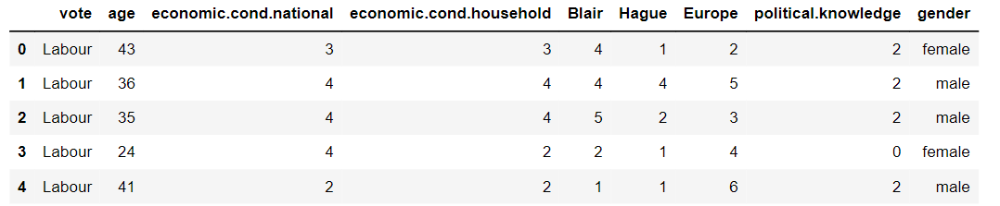 vote age economic.cond.national economic.cond.household Blair Hague Europe political.knowledge gender
0 Labour 43 3 3 4 1 2 2 female
1 Labour 36 4 4 4 4 5 2 male
2 Labour 35 4 4 5 2 3 2 male
3 Labour 24 4 2 2 1 4 0 female
4 Labour 41 2 2 1 1 6 2 male